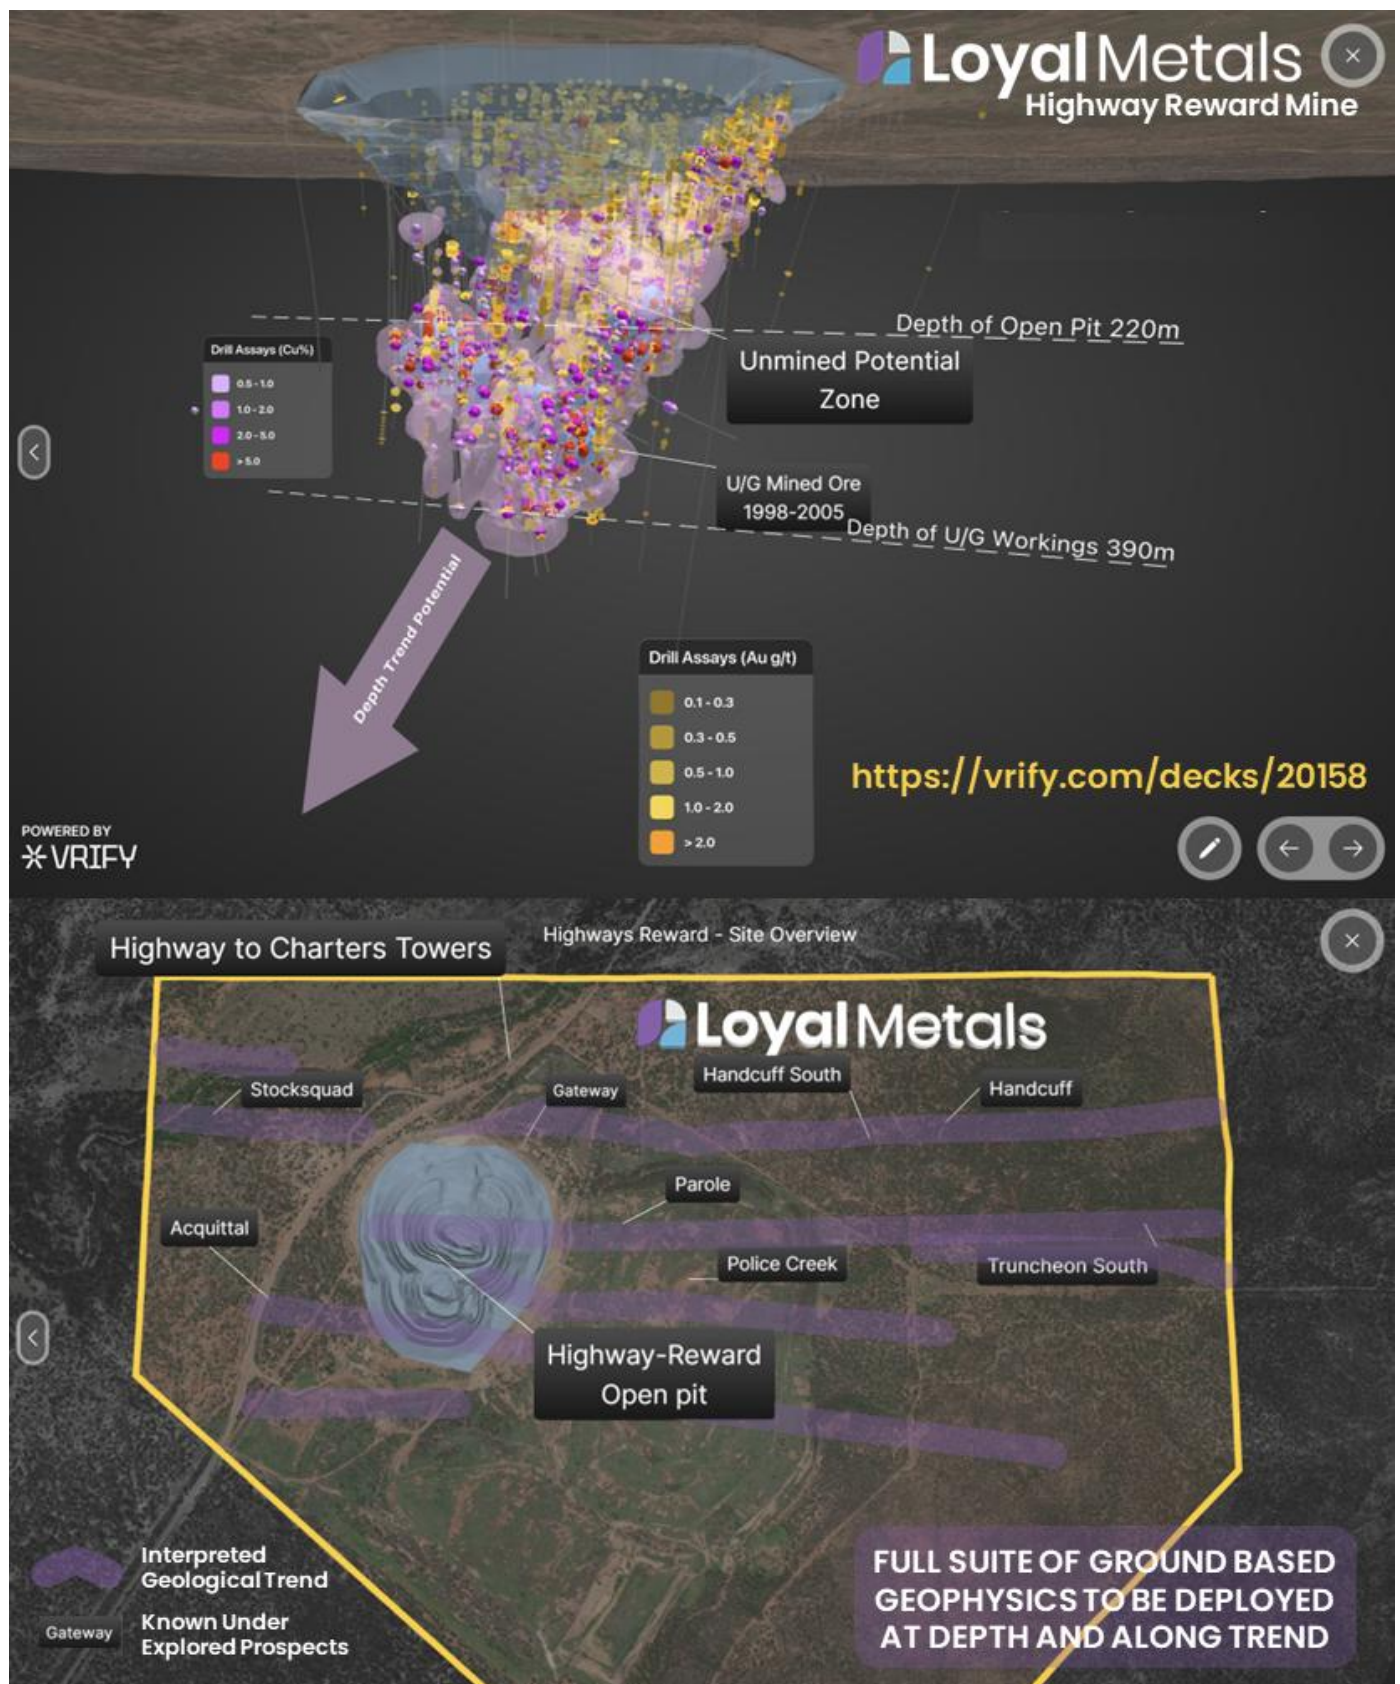 Loyal Metals
Highway Reward Mine
Depth of Open Pit 220m
Unmined Potential
Zone
Drill Assays (Cu%)
0.5 - 1.0
1.0 - 2.0
2.0 - 5.0
> 5.0
U/G Mined Ore
1998-2005
Depth of U/G Workings 390m
Depth Trend Potential
Drill Assays (Au g/t)
0.1 - 0.3
0.3 - 0.5
0.5 - 1.0
1.0 - 2.0
> 2.0
https://vrify.com/decks/20158
POWERED BY
VRIFY
Highway to Charters Towers
Highways Reward - Site Overview
Loyal Metals
Stocksquad
Gateway
Handcuff South
Handcuff
Parole
Acquittal
Police Creek
Truncheon South
Highway-Reward
Open pit
Interpreted
Geological Trend
Gateway
Known Under
Explored Prospects
FULL SUITE OF GROUND BASED
GEOPHYSICS TO BE DEPLOYED
AT DEPTH AND ALONG TREND